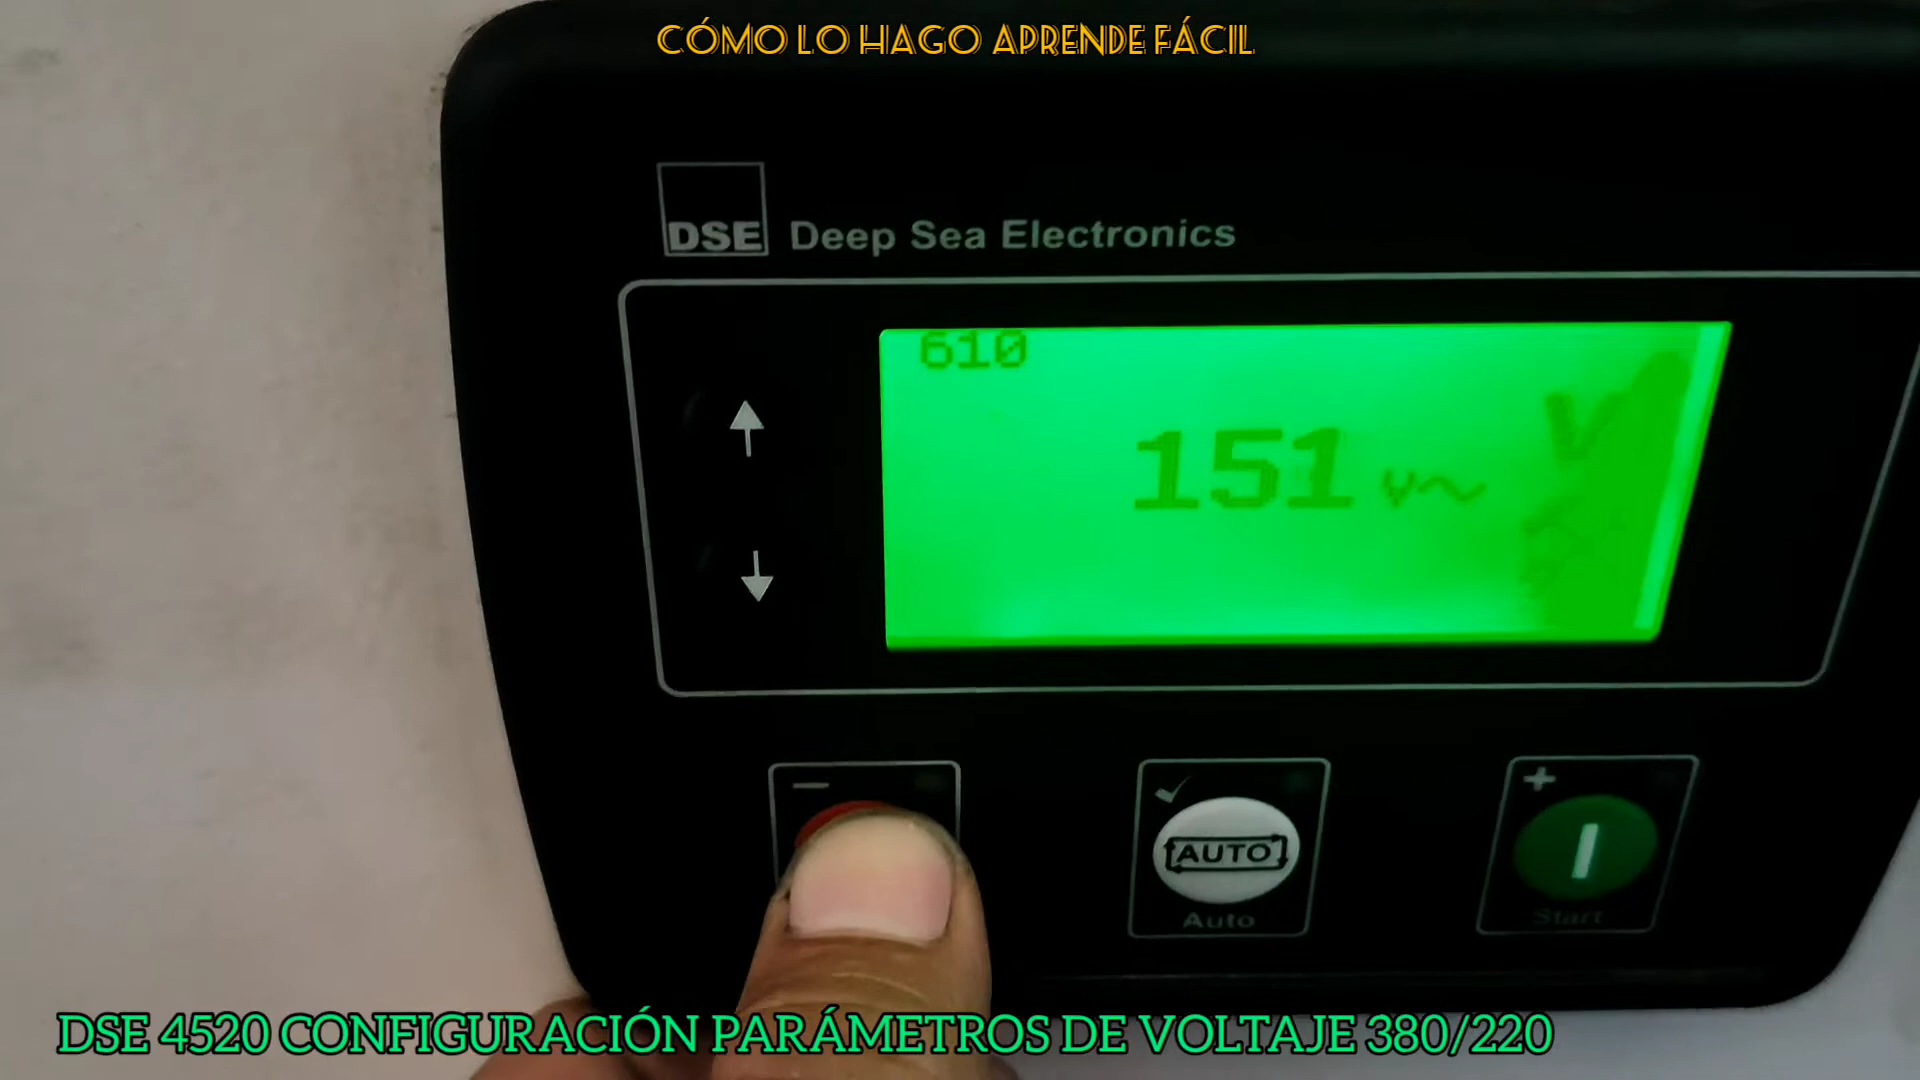 CÓMO LO HAGO APRENDE FÁCIL
DSE Deep Sea Electronics
610
151 V~
V
AUTO
Auto
Start
DSE 4520 CONFIGURACIÓN PARÁMETROS DE VOLTAJE 380/220